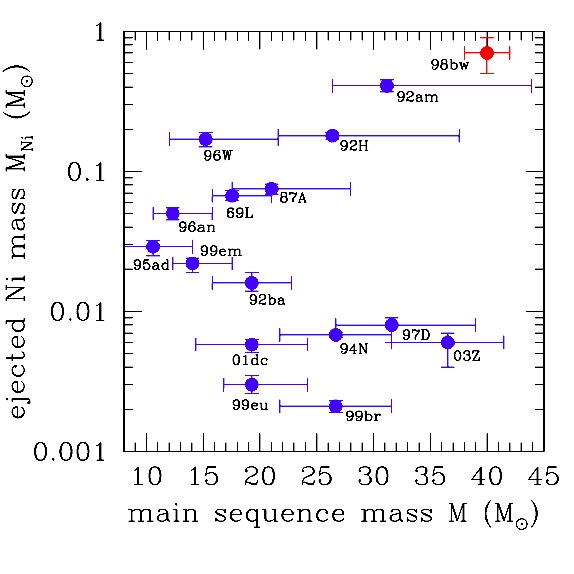 1
98bw
92am
96W
92H
0.1
87A
69L
96an
99em
95ad
92ba
0.01
97D
94N
01dc
03Z
99eu
99br
0.001
10 15 20 25 30 35 40 45
main sequence mass M (M⊙)
ejected Ni mass MNi (M⊙)